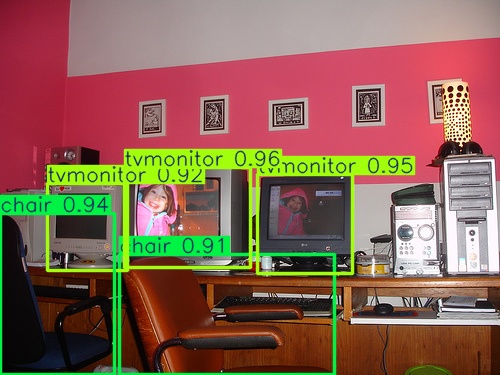 tvmonitor 0.96
tvmonitor 0.92
tvmonitor 0.95
chair 0.94
chair 0.91